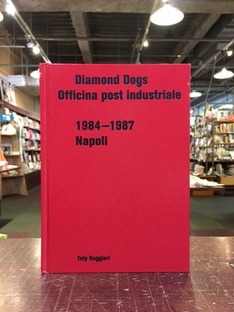 Diamond Dogs
Officina post industriale
1984—1987
Napoli
Toty Ruggieri